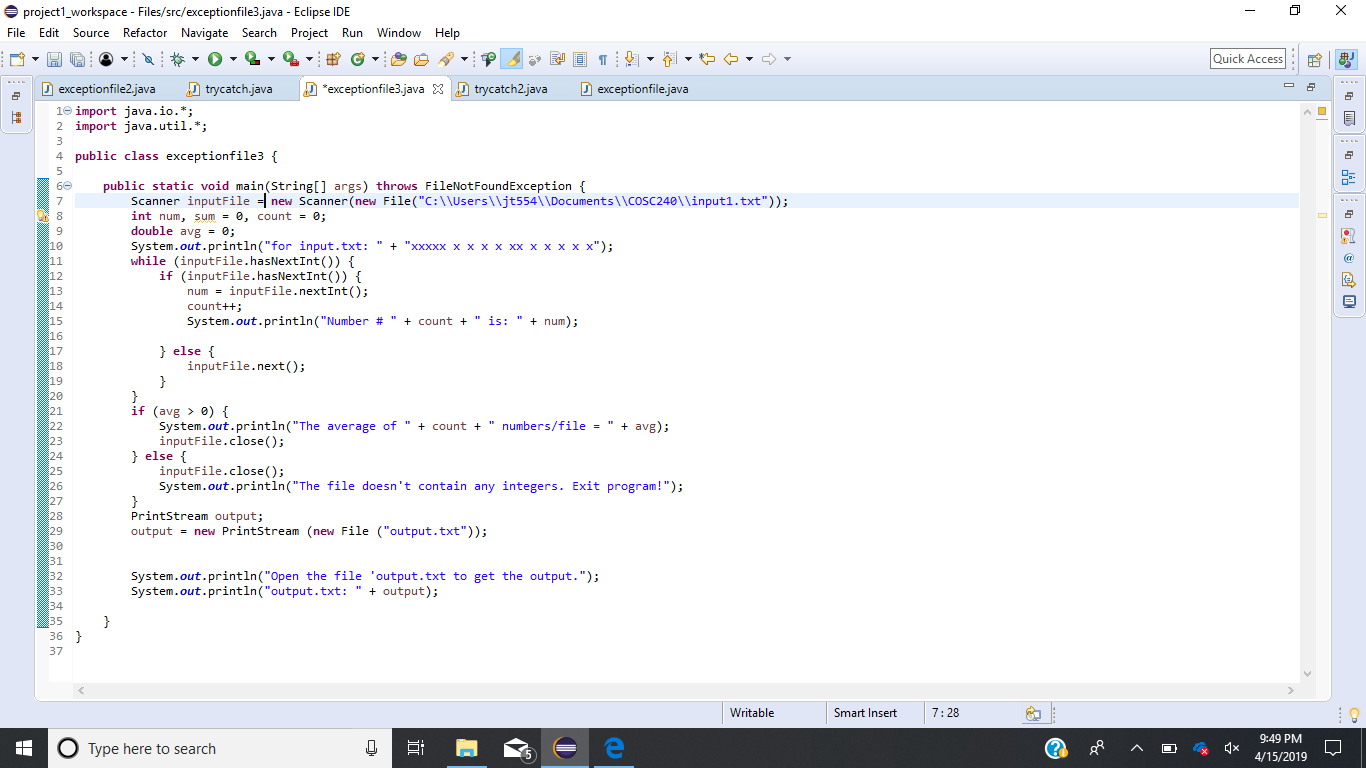 project1_workspace - Files/src/exceptionfile3.java - Eclipse IDE
File Edit Source Refactor Navigate Search Project Run Window Help
Quick Access
exceptionfile2.java trycatch.java *exceptionfile3.java trycatch2.java exceptionfile.java
1 import java.io.*;
2 import java.util.*;
3
4 public class exceptionfile3 {
5
6 public static void main(String[] args) throws FileNotFoundException {
7 Scanner inputFile = new Scanner(new File("C:\\Users\\jt554\\Documents\\COSC240\\input1.txt"));
8 int num, sum = 0, count = 0;
9 double avg = 0;
10 System.out.println("for input.txt: " + "xxxxx x x x x xx x x x x x");
11 while (inputFile.hasNextInt()) {
12 if (inputFile.hasNextInt()) {
13 num = inputFile.nextInt();
14 count++;
15 System.out.println("Number # " + count + " is: " + num);
16
17 } else {
18 inputFile.next();
19 }
20 }
21 if (avg > 0) {
22 System.out.println("The average of " + count + " numbers/file = " + avg);
23 inputFile.close();
24 } else {
25 inputFile.close();
26 System.out.println("The file doesn't contain any integers. Exit program!");
27 }
28 PrintStream output;
29 output = new PrintStream (new File ("output.txt"));
30
31
32 System.out.println("Open the file 'output.txt to get the output.");
33 System.out.println("output.txt: " + output);
34
35 }
36 }
37
Writable Smart Insert 7 : 28
Type here to search 5 9:49 PM
4/15/2019